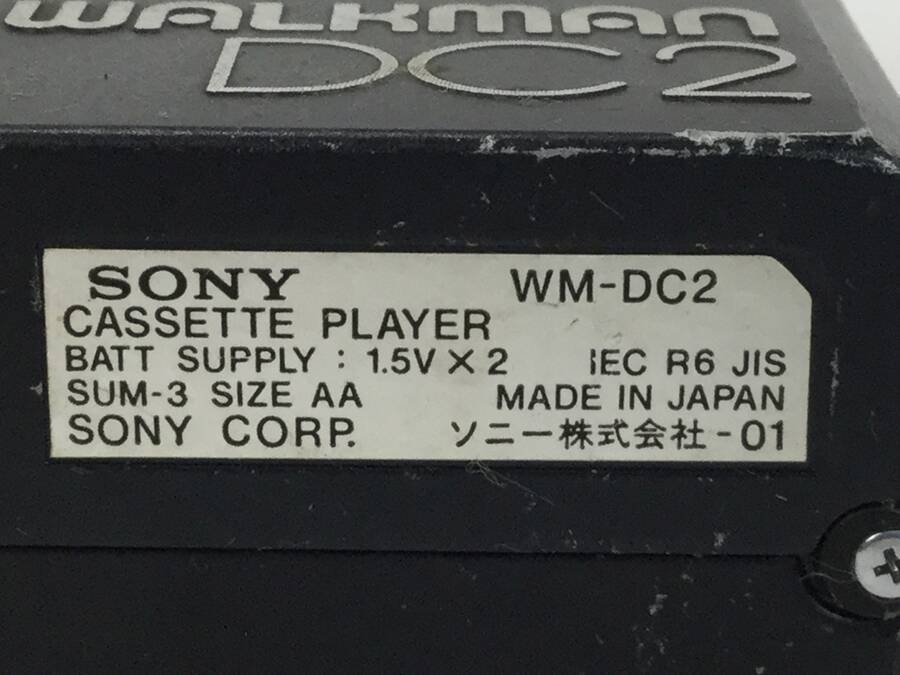 WALKMAN
DC2
SONY WM-DC2
CASSETTE PLAYER
BATT SUPPLY : 1.5V X 2 IEC R6 JIS
SUM-3 SIZE AA MADE IN JAPAN
SONY CORP. ソニー株式会社-01